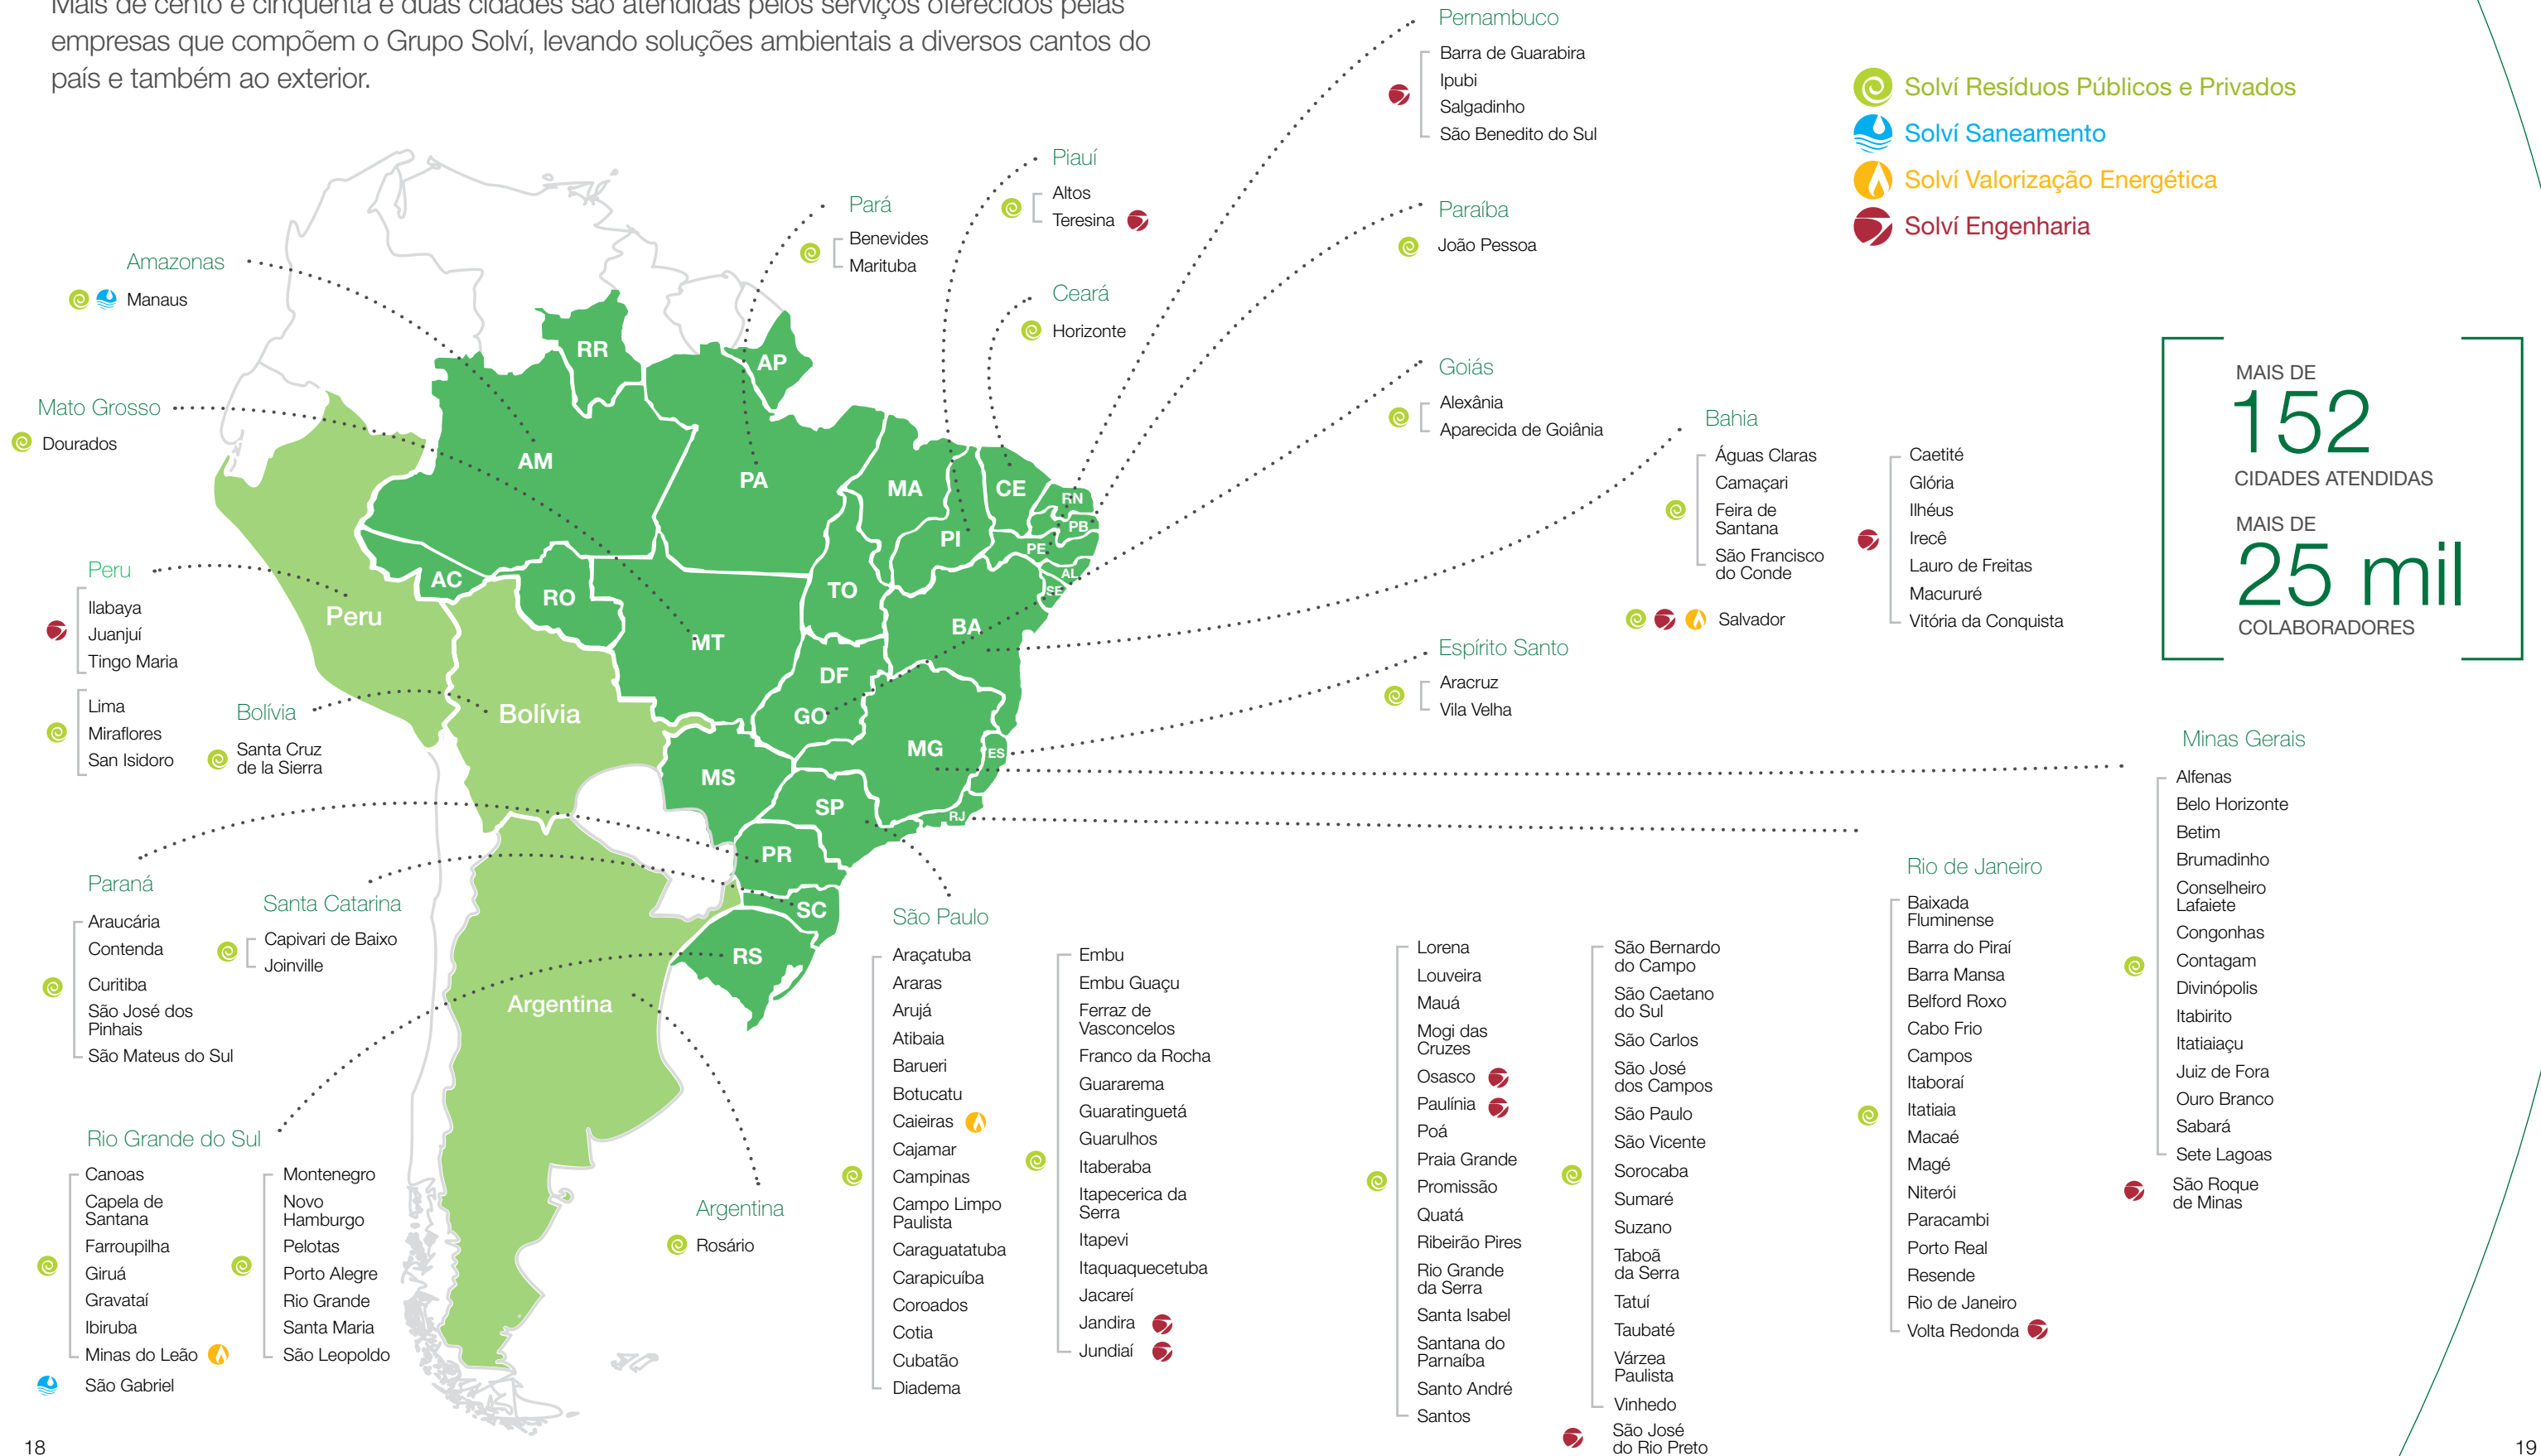 Mais de cento e cinquenta e duas cidades são atendidas pelos serviços oferecidos pelas
empresas que compõem o Grupo Solví, levando soluções ambientais a diversos cantos do
país e também ao exterior.
Solví Resíduos Públicos e Privados
Solví Saneamento
Solví Valorização Energética
Solví Engenharia
Pernambuco
Barra de Guarabira
Ipubi
Salgadinho
São Benedito do Sul
Piauí
Altos
Teresina
Pará
Benevides
Marituba
Paraíba
João Pessoa
Amazonas
Manaus
Ceará
Horizonte
Goiás
Alexânia
Aparecida de Goiânia
Mato Grosso
Dourados
Bahia
Águas Claras
Camaçari
Feira de
Santana
São Francisco
do Conde
Salvador
Caetité
Glória
Ilhéus
Irecê
Lauro de Freitas
Macururé
Vitória da Conquista
MAIS DE
152
CIDADES ATENDIDAS
MAIS DE
25 mil
COLABORADORES
RR
AP
AM
PA
MA
CE
RN
PB
PI
PE
AL
SE
AC
RO
TO
BA
MT
DF
GO
MG
ES
MS
SP
RJ
PR
SC
RS
Peru
Bolívia
Argentina
Peru
Ilabaya
Juanjuí
Tingo Maria
Lima
Miraflores
San Isidoro
Bolívia
Santa Cruz
de la Sierra
Espírito Santo
Aracruz
Vila Velha
Minas Gerais
Alfenas
Belo Horizonte
Betim
Brumadinho
Conselheiro
Lafaiete
Congonhas
Contagam
Divinópolis
Itabirito
Itatiaiaçu
Juiz de Fora
Ouro Branco
Sabará
Sete Lagoas
São Roque
de Minas
Paraná
Araucária
Contenda
Curitiba
São José dos
Pinhais
São Mateus do Sul
Santa Catarina
Capivari de Baixo
Joinville
Rio Grande do Sul
Canoas
Capela de
Santana
Farroupilha
Giruá
Gravataí
Ibiruba
Minas do Leão
São Gabriel
Montenegro
Novo
Hamburgo
Pelotas
Porto Alegre
Rio Grande
Santa Maria
São Leopoldo
Argentina
Rosário
São Paulo
Araçatuba
Araras
Arujá
Atibaia
Barueri
Botucatu
Caieiras
Cajamar
Campinas
Campo Limpo
Paulista
Caraguatatuba
Carapicuíba
Coroados
Cotia
Cubatão
Diadema
Embu
Embu Guaçu
Ferraz de
Vasconcelos
Franco da Rocha
Guararema
Guaratinguetá
Guarulhos
Itaberaba
Itapecerica da
Serra
Itapevi
Itaquaquecetuba
Jacareí
Jandira
Jundiaí
Lorena
Louveira
Mauá
Mogi das
Cruzes
Osasco
Paulínia
Poá
Praia Grande
Promissão
Quatá
Ribeirão Pires
Rio Grande
da Serra
Santa Isabel
Santana do
Parnaíba
Santo André
Santos
São Bernardo
do Campo
São Caetano
do Sul
São Carlos
São José
dos Campos
São Paulo
São Vicente
Sorocaba
Sumaré
Suzano
Taboã
da Serra
Tatuí
Taubaté
Várzea
Paulista
Vinhedo
São José
do Rio Preto
Rio de Janeiro
Baixada
Fluminense
Barra do Piraí
Barra Mansa
Belford Roxo
Cabo Frio
Campos
Itaboraí
Itatiaia
Macaé
Magé
Niterói
Paracambi
Porto Real
Resende
Rio de Janeiro
Volta Redonda
18
19